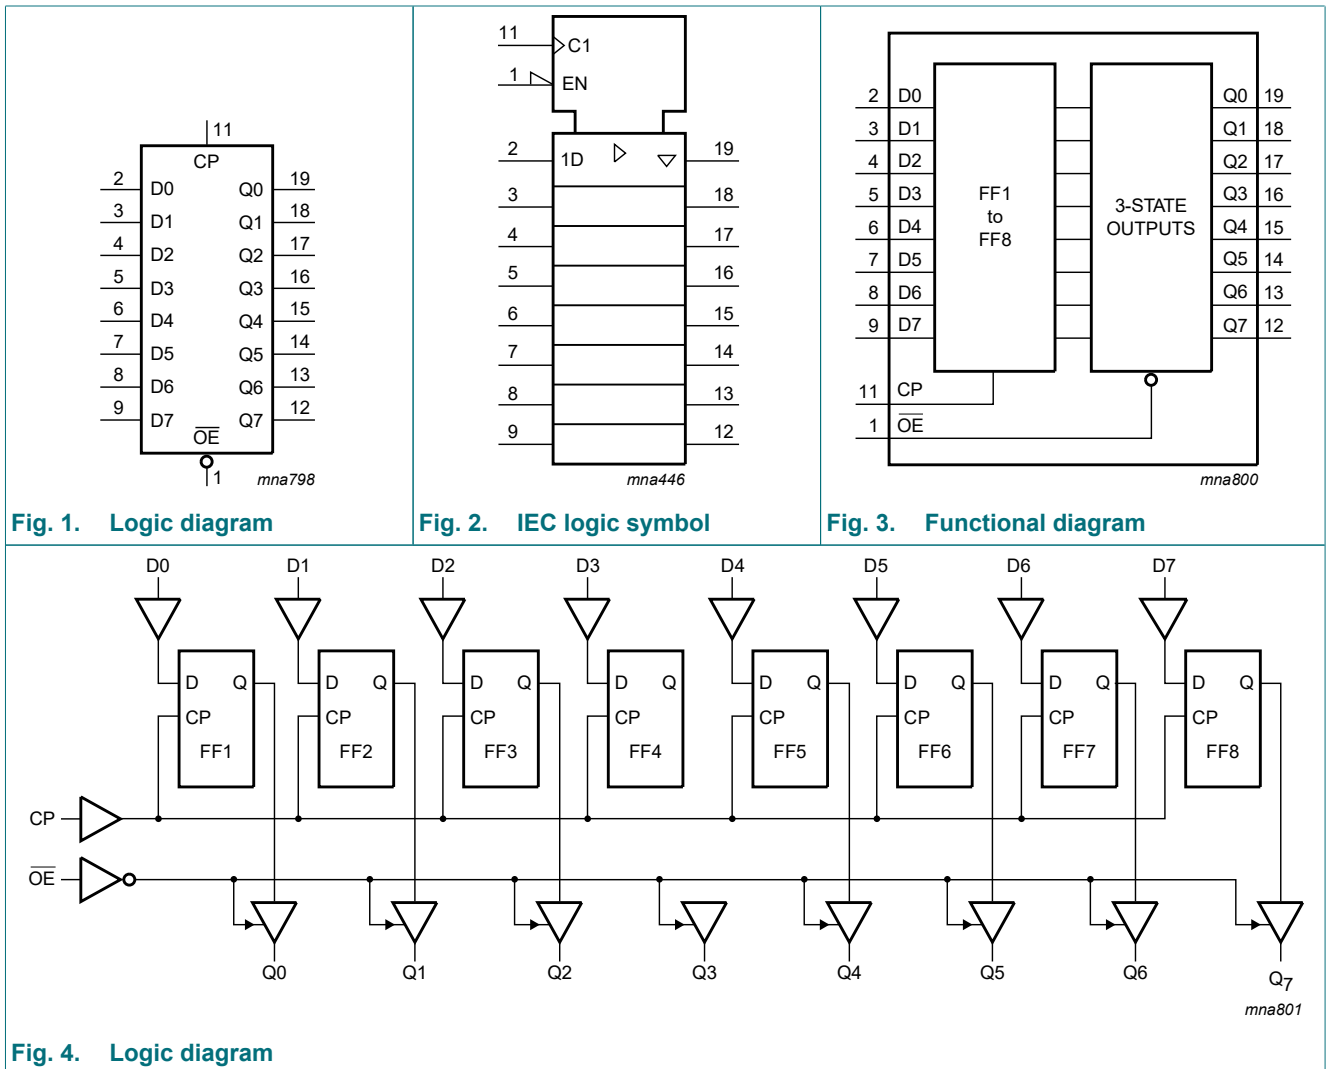 11
CP
2 D0 Q0 19
3 D1 Q1 18
4 D2 Q2 17
5 D3 Q3 16
6 D4 Q4 15
7 D5 Q5 14
8 D6 Q6 13
9 D7 Q7 12
OE
1 mna798
Fig. 1. Logic diagram
11 C1
1 EN
2 1D 19
3 18
4 17
5 16
6 15
7 14
8 13
9 12
mna446
Fig. 2. IEC logic symbol
2 D0 Q0 19
3 D1 Q1 18
4 D2 Q2 17
5 D3 Q3 16
6 D4 Q4 15
7 D5 Q5 14
8 D6 Q6 13
9 D7 Q7 12
FF1
to
FF8
3-STATE
OUTPUTS
11 CP
1 OE
mna800
Fig. 3. Functional diagram
D0 D1 D2 D3 D4 D5 D6 D7
D Q D Q D Q D Q D Q D Q D Q D Q
CP CP CP CP CP CP CP CP
FF1 FF2 FF3 FF4 FF5 FF6 FF7 FF8
CP
OE
Q0 Q1 Q2 Q3 Q4 Q5 Q6 Q7
mna801
Fig. 4. Logic diagram